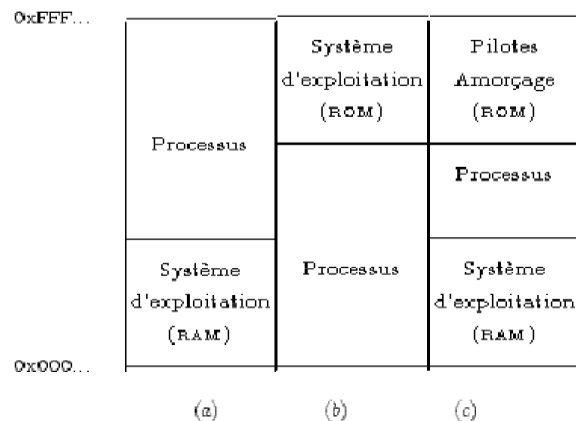 0xFFF...
Processus
Système
d'exploitation
(RAM)
0x000...
(a)
Système
d'exploitation
(ROM)
Processus
(b)
Pilotes
Amorçage
(ROM)
Processus
Système
d'exploitation
(RAM)
(c)